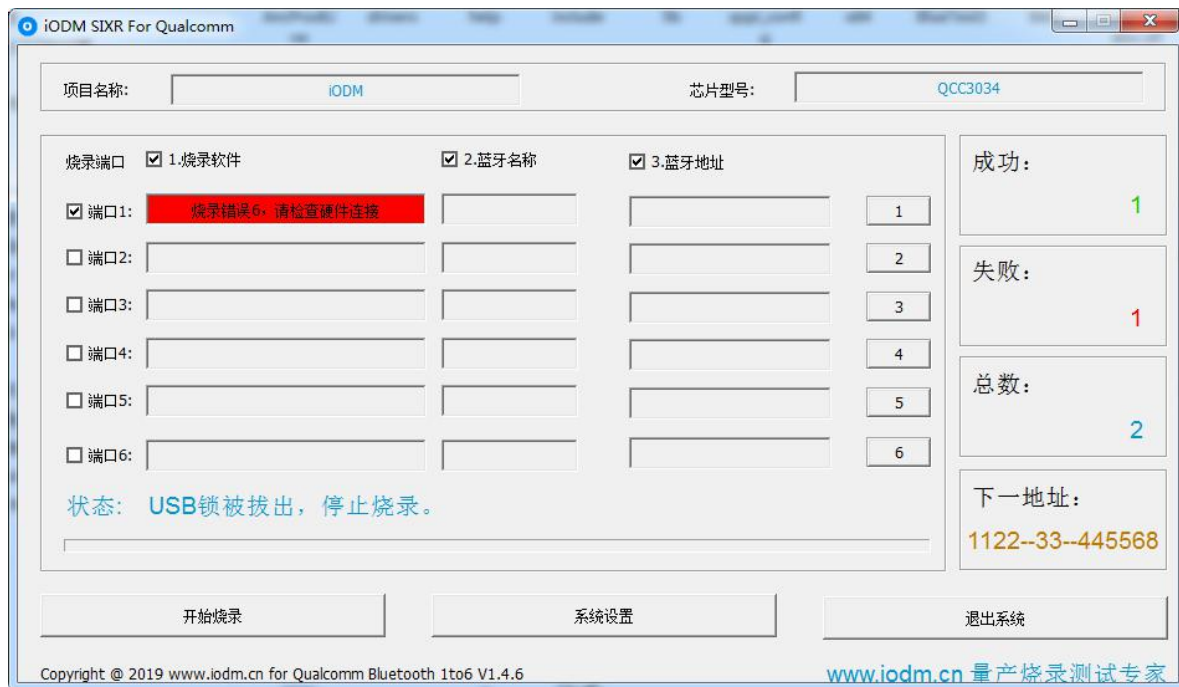 iODM SIXR For Qualcomm
项目名称:
iODM
芯片型号:
QCC3034
烧录端口
1.烧录软件
2.蓝牙名称
3.蓝牙地址
端口1:
烧录错误6，请检查硬件连接
1
端口2:
2
端口3:
3
端口4:
4
端口5:
5
端口6:
6
状态: USB锁被拔出，停止烧录。
成功：
1
失败：
1
总数：
2
下一地址：
1122--33--445568
开始烧录
系统设置
退出系统
Copyright @ 2019 www.iodm.cn for Qualcomm Bluetooth 1to6 V1.4.6
www.iodm.cn 量产烧录测试专家